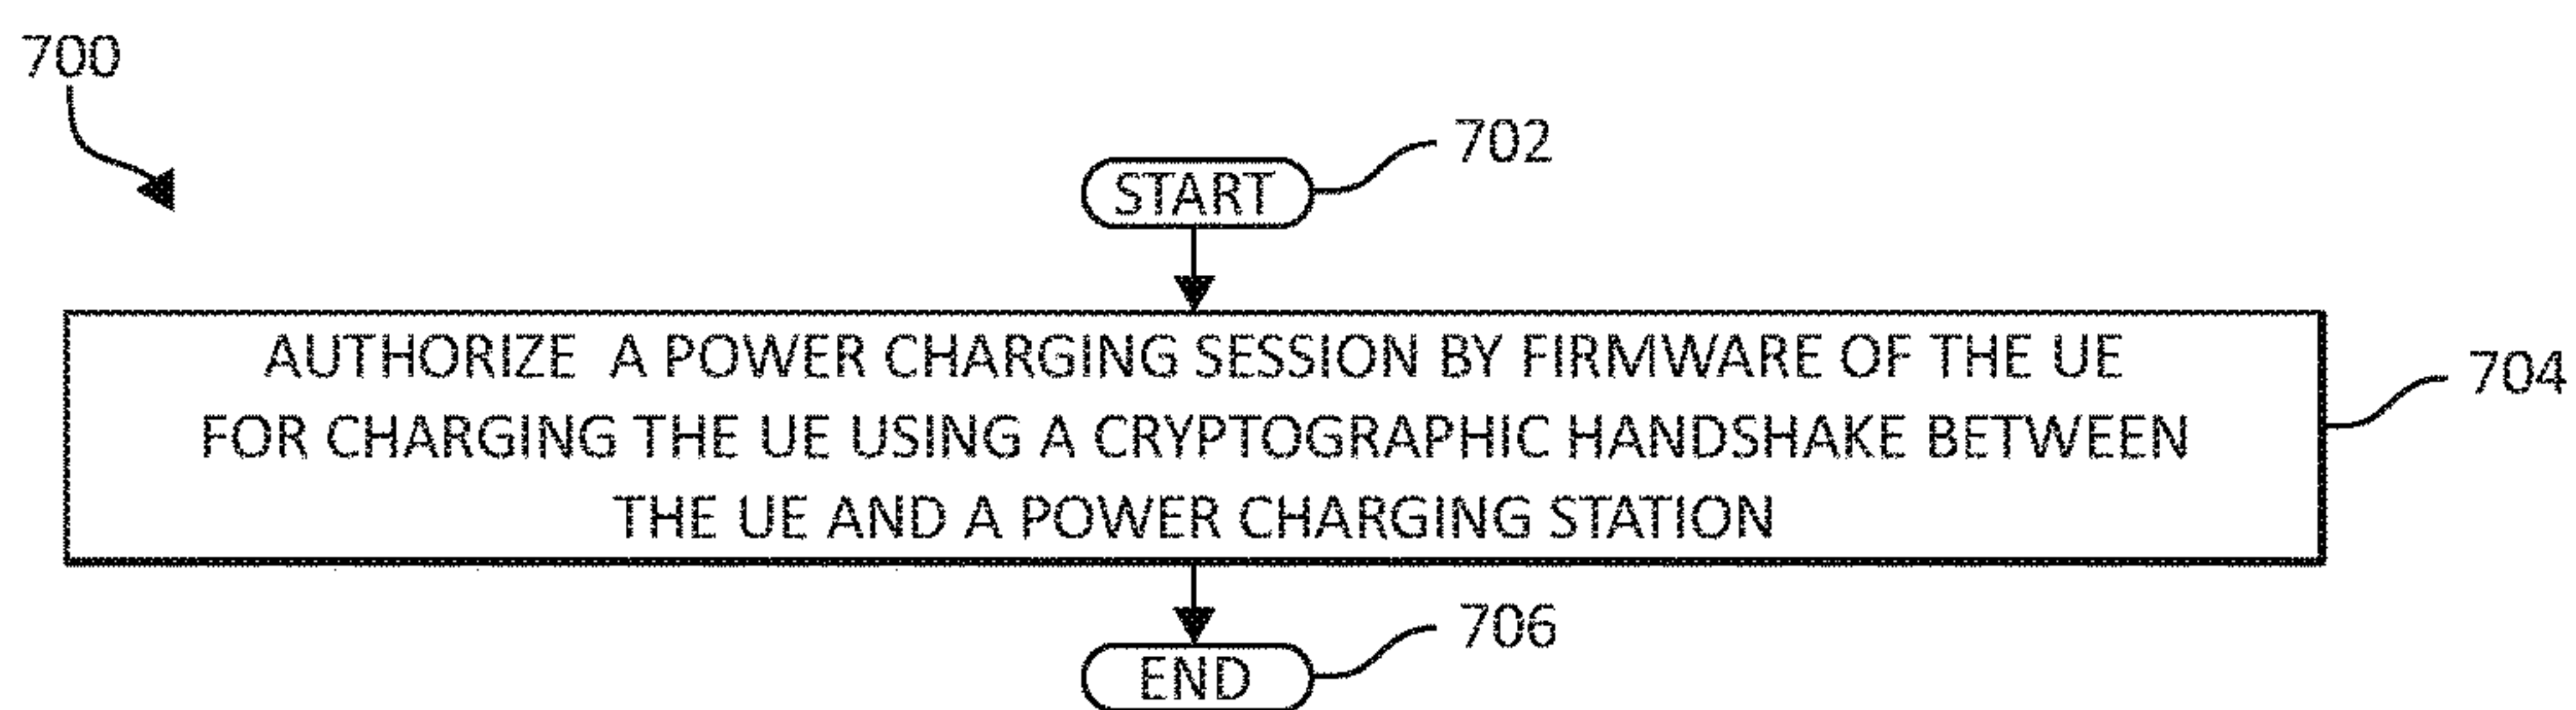 700
702
START
AUTHORIZE A POWER CHARGING SESSION BY FIRMWARE OF THE UE
FOR CHARGING THE UE USING A CRYPTOGRAPHIC HANDSHAKE BETWEEN
THE UE AND A POWER CHARGING STATION
704
706
END